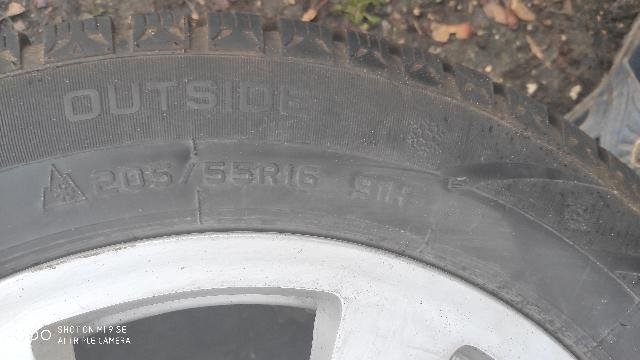 OUTSIDE
205/55R16 91H
SHOT ON MI 9 SE
AI TRIPLE CAMERA